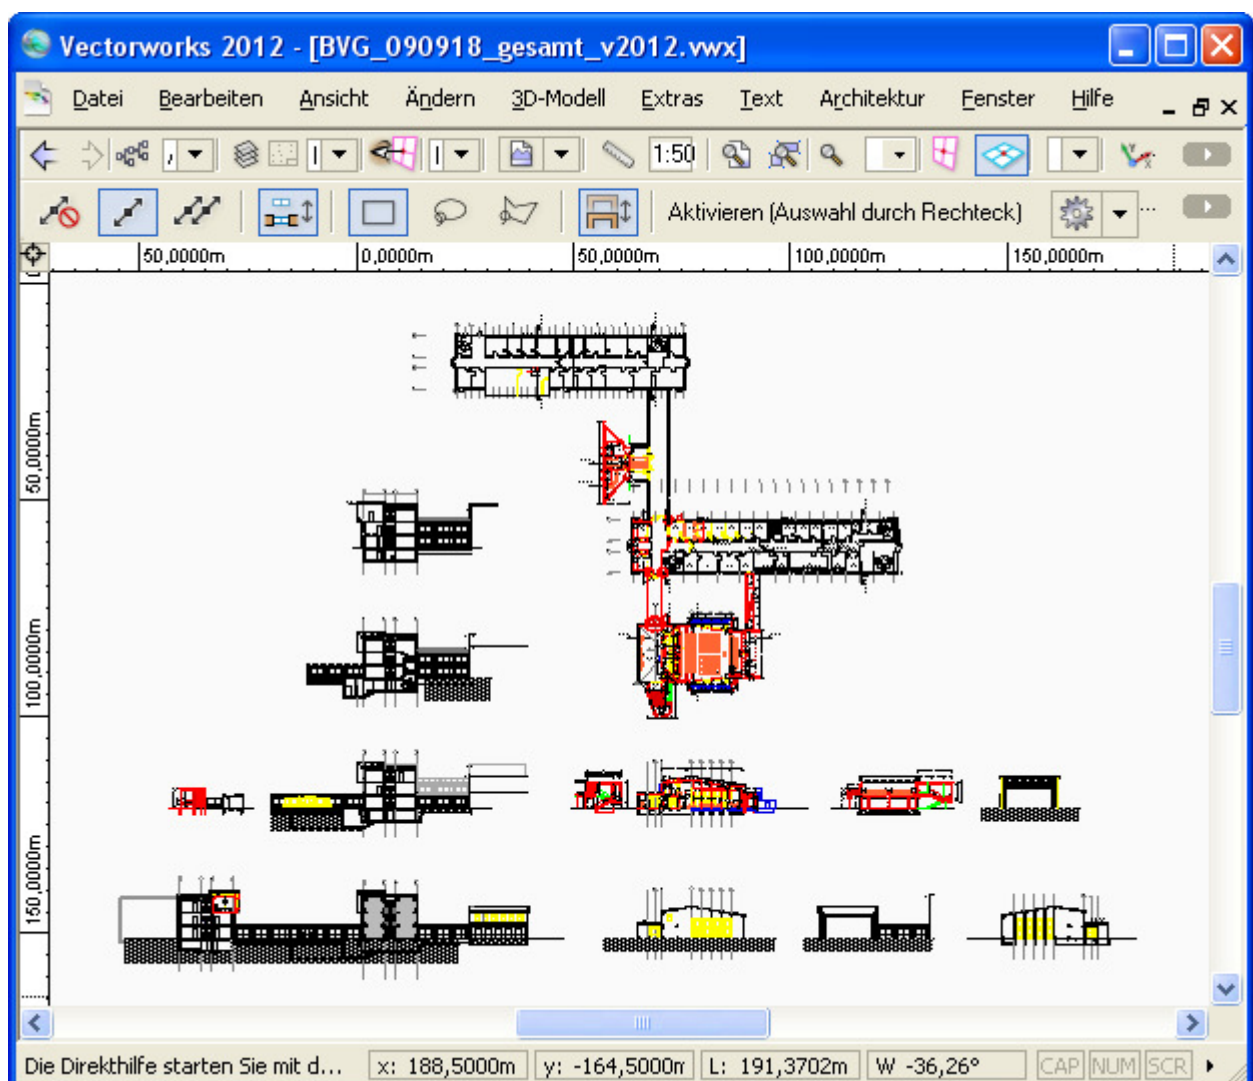 Vectorworks 2012 - [BVG_090918_gesamt_v2012.vwx]
Datei Bearbeiten Ansicht Ändern 3D-Modell Extras Text Architektur Fenster Hilfe
1:50
Aktivieren (Auswahl durch Rechteck) ...
50,0000m 0,0000m 50,0000m 100,0000m 150,0000m
50,0000m
100,0000m
150,0000m
Die Direkthilfe starten Sie mit d... x: 188,5000m y: -164,5000m L: 191,3702m W -36,26° CAP NUM SCR